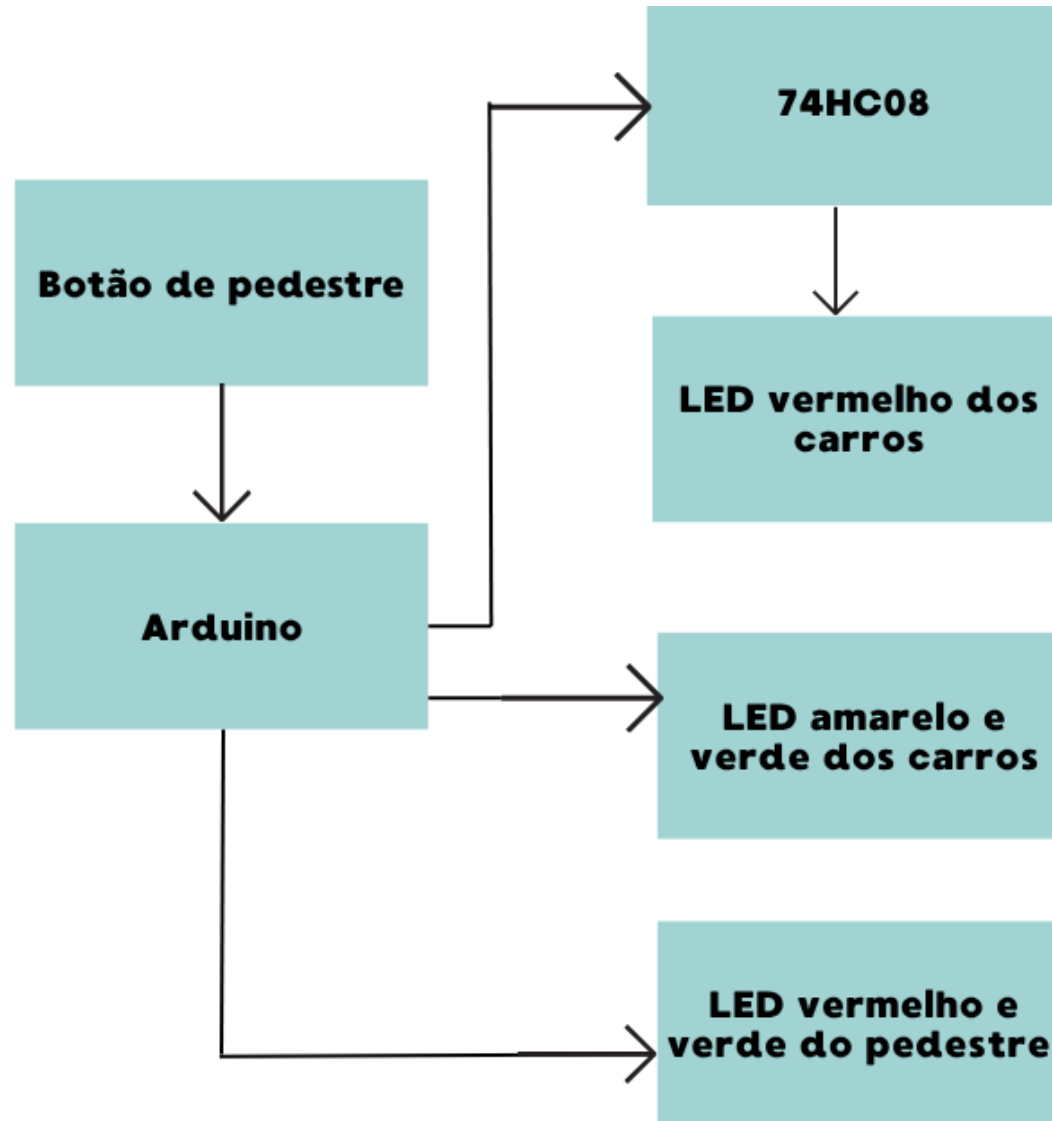 74HC08
Botão de pedestre
LED vermelho dos
carros
Arduino
LED amarelo e
verde dos carros
LED vermelho e
verde do pedestre